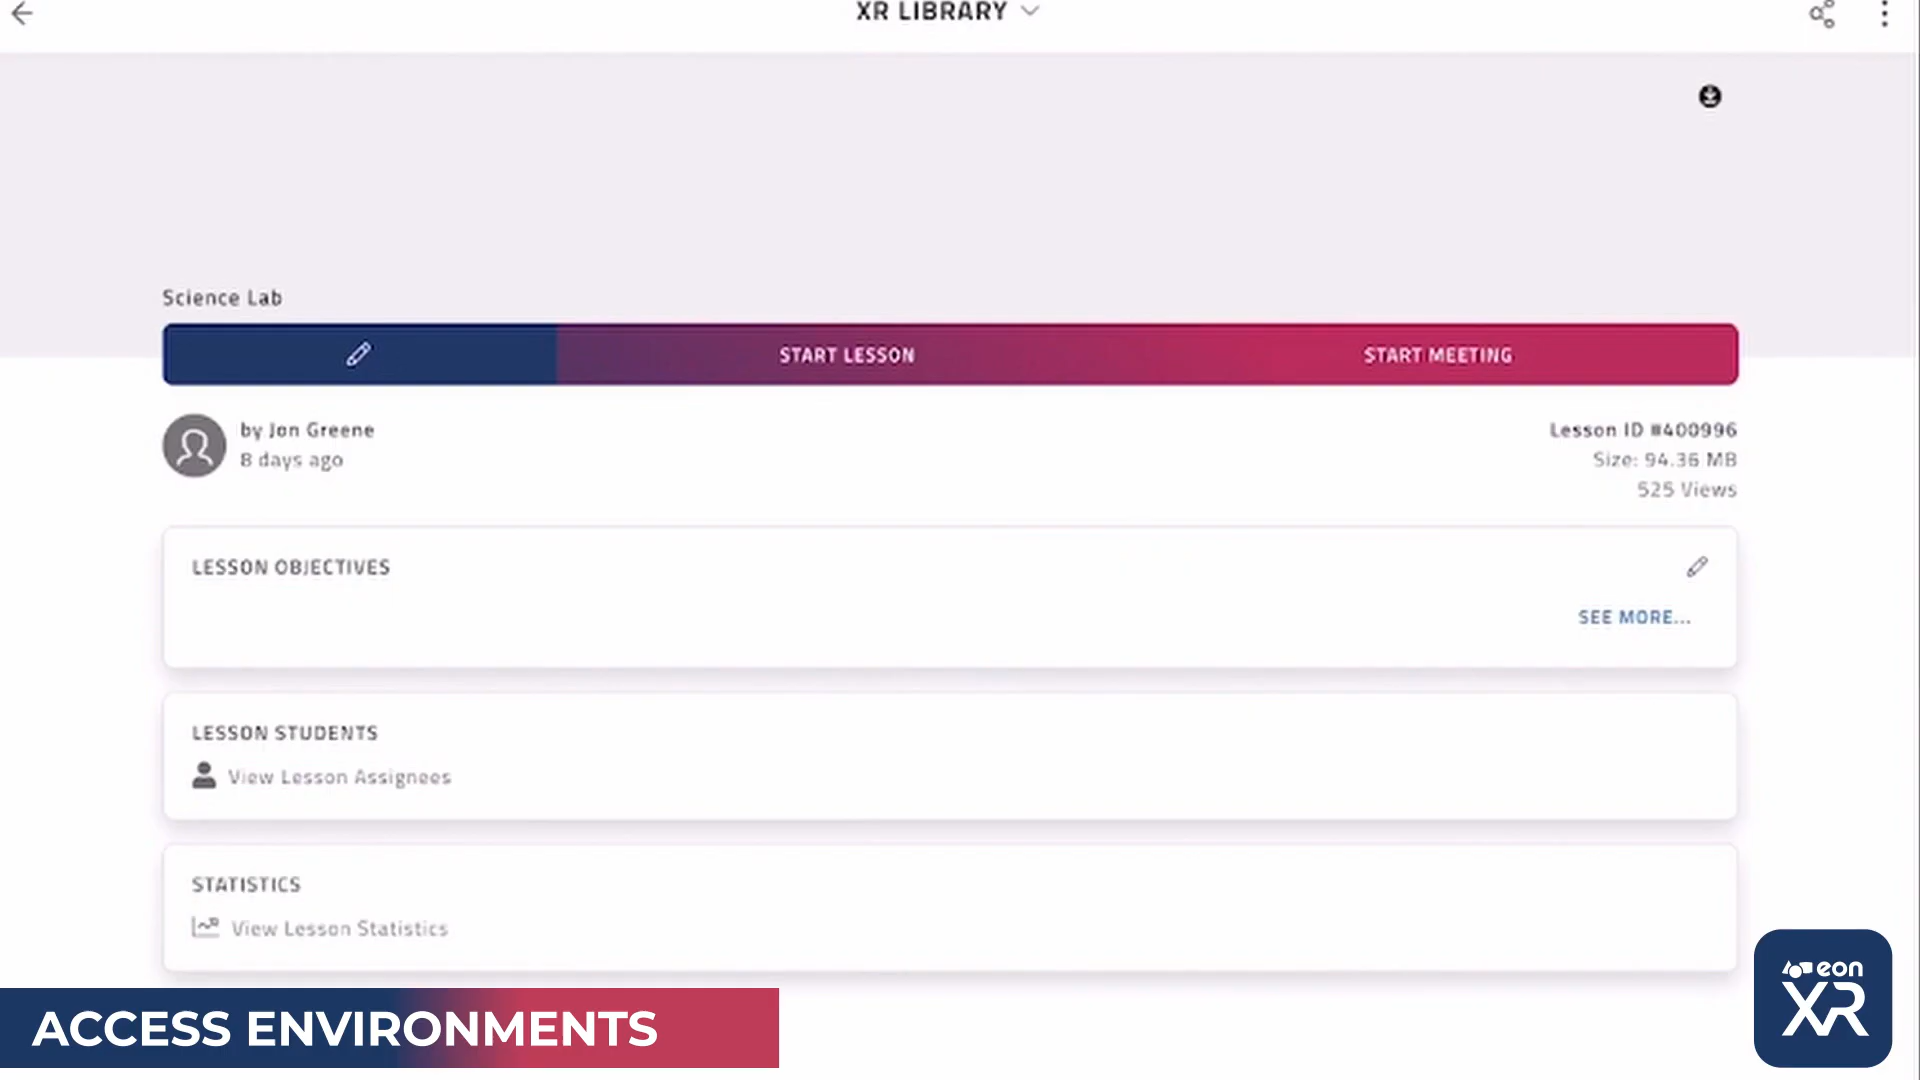 XR LIBRARY
Science Lab
START LESSON
START MEETING
by Jon Greene
8 days ago
Lesson ID #400996
Size: 94.36 MB
525 Views
LESSON OBJECTIVES
SEE MORE...
LESSON STUDENTS
View Lesson Assignees
STATISTICS
View Lesson Statistics
ACCESS ENVIRONMENTS
eon
XR